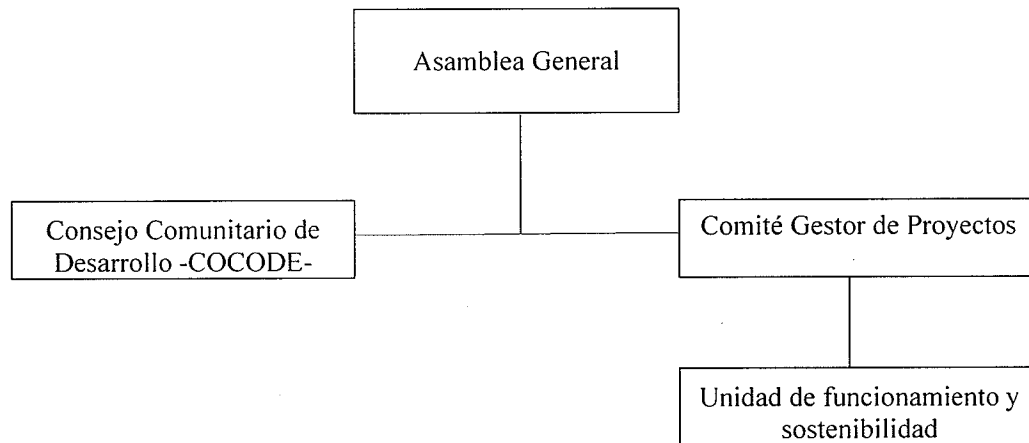 Asamblea General
Consejo Comunitario de
Desarrollo -COCODE-
Comité Gestor de Proyectos
Unidad de funcionamiento y
sostenibilidad